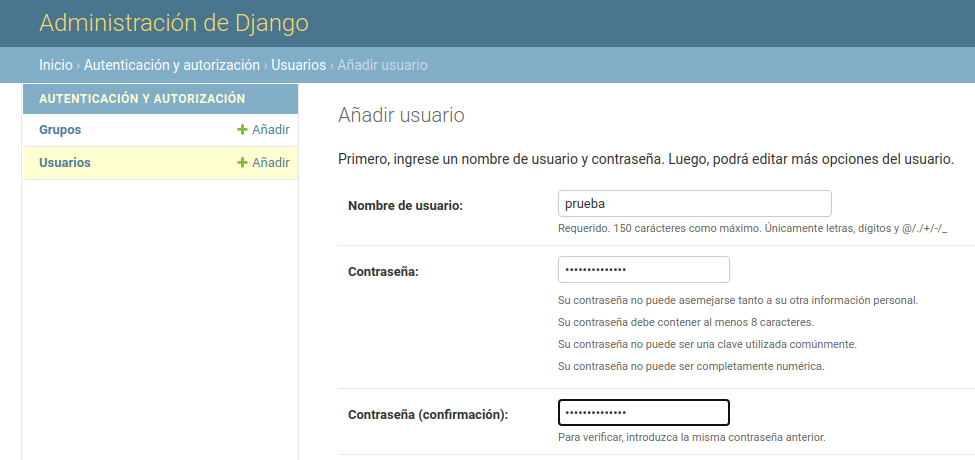 Administración de Django
Inicio › Autenticación y autorización › Usuarios › Añadir usuario
AUTENTICACIÓN Y AUTORIZACIÓN
Grupos + Añadir
Usuarios + Añadir
Añadir usuario
Primero, ingrese un nombre de usuario y contraseña. Luego, podrá editar más opciones del usuario.
Nombre de usuario: prueba
Requerido. 150 carácteres como máximo. Únicamente letras, dígitos y @/./+/-/_
Contraseña: ••••••••••••••
Su contraseña no puede asemejarse tanto a su otra información personal.
Su contraseña debe contener al menos 8 caracteres.
Su contraseña no puede ser una clave utilizada comúnmente.
Su contraseña no puede ser completamente numérica.
Contraseña (confirmación): ••••••••••••••
Para verificar, introduzca la misma contraseña anterior.